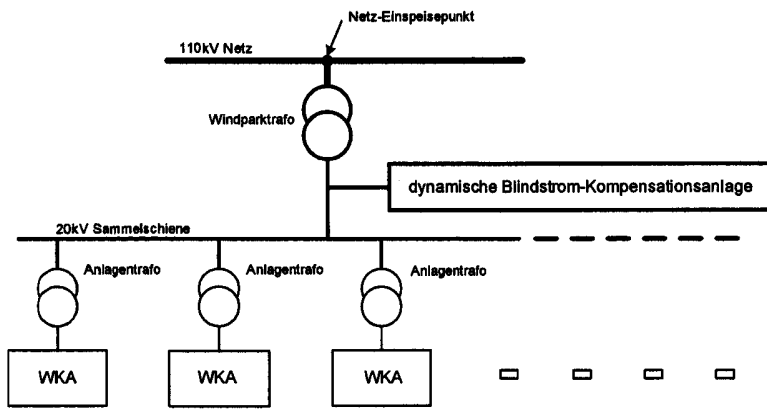 Netz-Einspeisepunkt
110kV Netz
Windparktrafo
dynamische Blindstrom-Kompensationsanlage
20kV Sammelschiene
Anlagentrafo
Anlagentrafo
Anlagentrafo
WKA
WKA
WKA